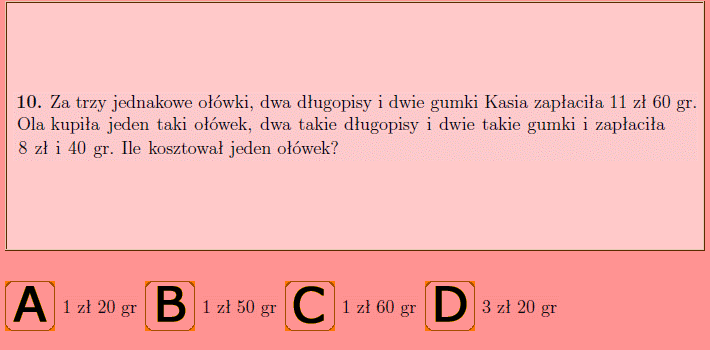 10. Za trzy jednakowe ołówki, dwa długopisy i dwie gumki Kasia zapłaciła 11 zł 60 gr.
Ola kupiła jeden taki ołówek, dwa takie długopisy i dwie takie gumki i zapłaciła
8 zł i 40 gr. Ile kosztował jeden ołówek?
A 1 zł 20 gr B 1 zł 50 gr C 1 zł 60 gr D 3 zł 20 gr